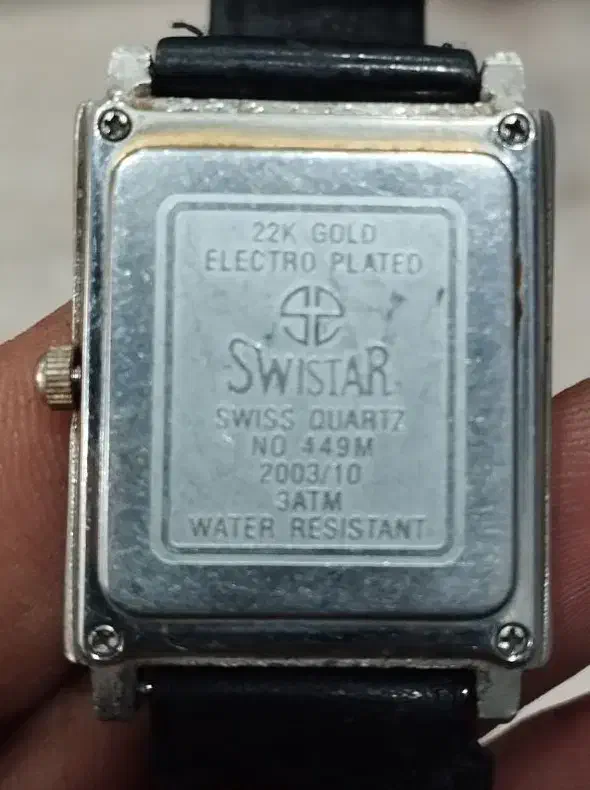 22K GOLD
ELECTRO PLATED
SWISTAR
SWISS QUARTZ
NO 449M
2003/10
3ATM
WATER RESISTANT